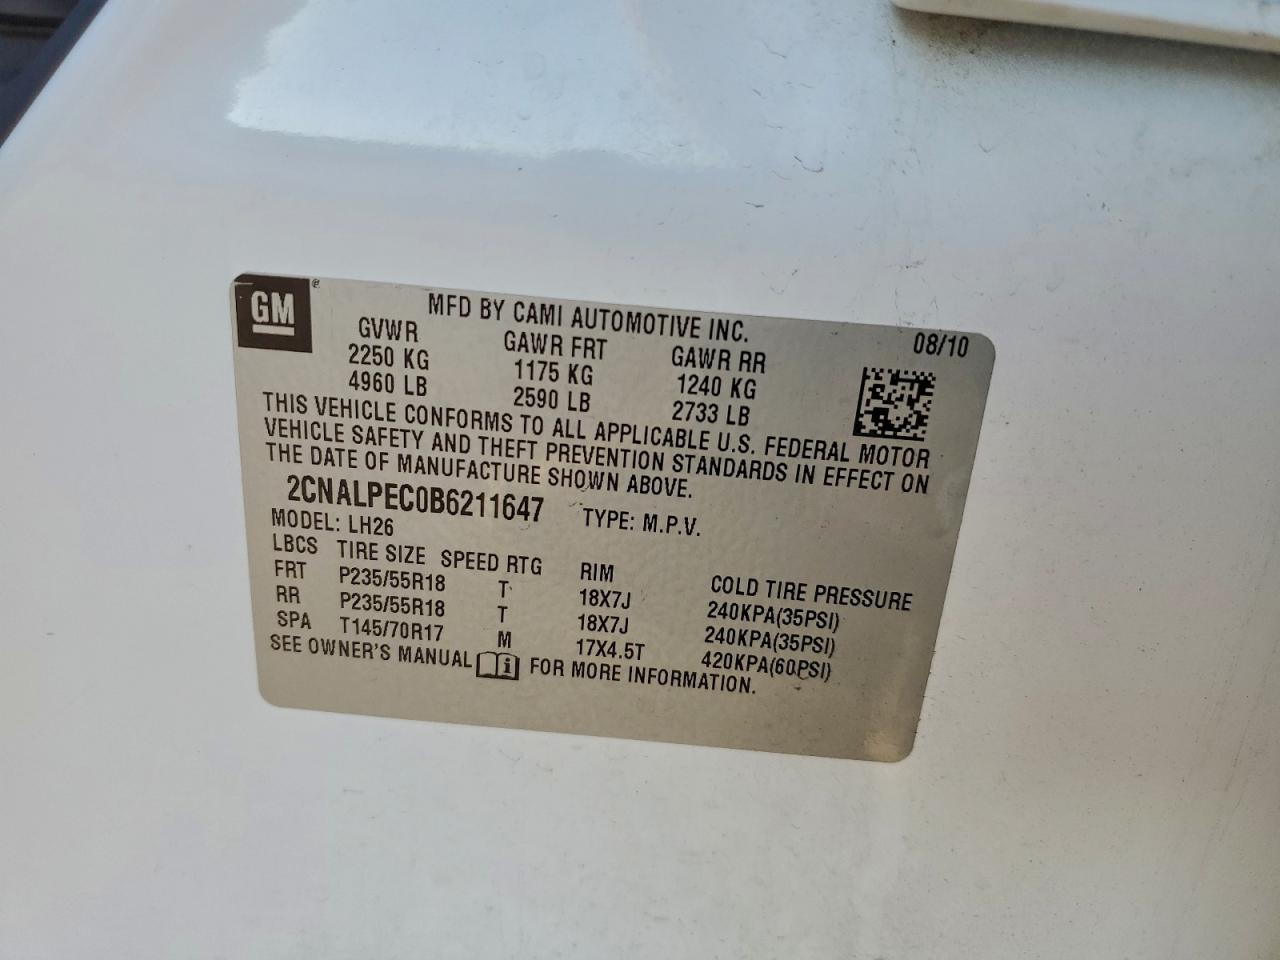 GM ®
MFD BY CAMI AUTOMOTIVE INC. 08/10
GVWR GAWR FRT GAWR RR
2250 KG 1175 KG 1240 KG
4960 LB 2590 LB 2733 LB
THIS VEHICLE CONFORMS TO ALL APPLICABLE U.S. FEDERAL MOTOR
VEHICLE SAFETY AND THEFT PREVENTION STANDARDS IN EFFECT ON
THE DATE OF MANUFACTURE SHOWN ABOVE.
2CNALPEC0B6211647 TYPE: M.P.V.
MODEL: LH26
LBCS TIRE SIZE SPEED RTG RIM COLD TIRE PRESSURE
FRT P235/55R18 T 18X7J 240KPA(35PSI)
RR P235/55R18 T 18X7J 240KPA(35PSI)
SPA T145/70R17 M 17X4.5T 420KPA(60PSI)
SEE OWNER'S MANUAL i FOR MORE INFORMATION.